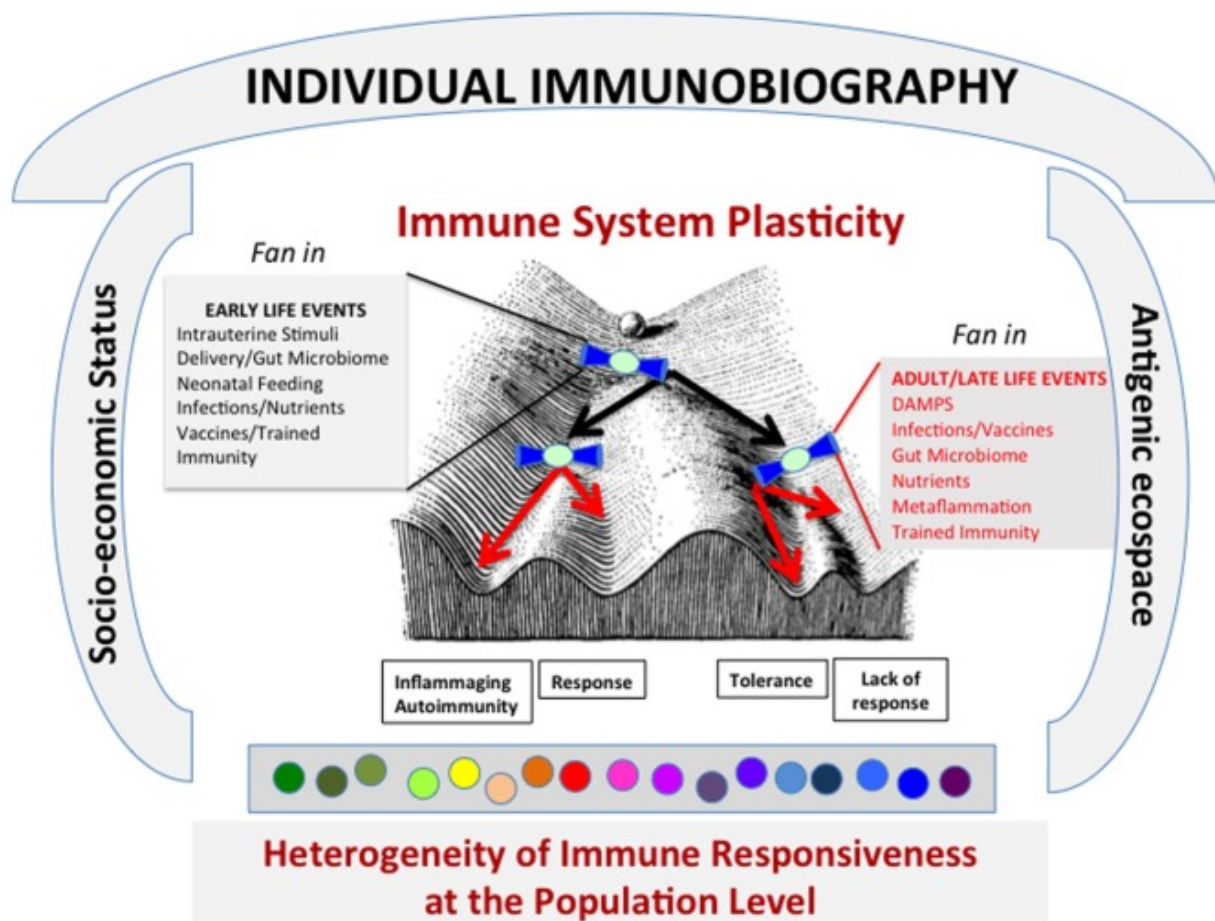 INDIVIDUAL IMMUNOBIOGRAPHY
Socio-economic Status
Antigenic ecospace
Immune System Plasticity
Fan in
EARLY LIFE EVENTS
Intrauterine Stimuli
Delivery/Gut Microbiome
Neonatal Feeding
Infections/Nutrients
Vaccines/Trained
Immunity
Fan in
ADULT/LATE LIFE EVENTS
DAMPS
Infections/Vaccines
Gut Microbiome
Nutrients
Metaflammation
Trained Immunity
Inflammaging
Autoimmunity
Response
Tolerance
Lack of
response
Heterogeneity of Immune Responsiveness
at the Population Level